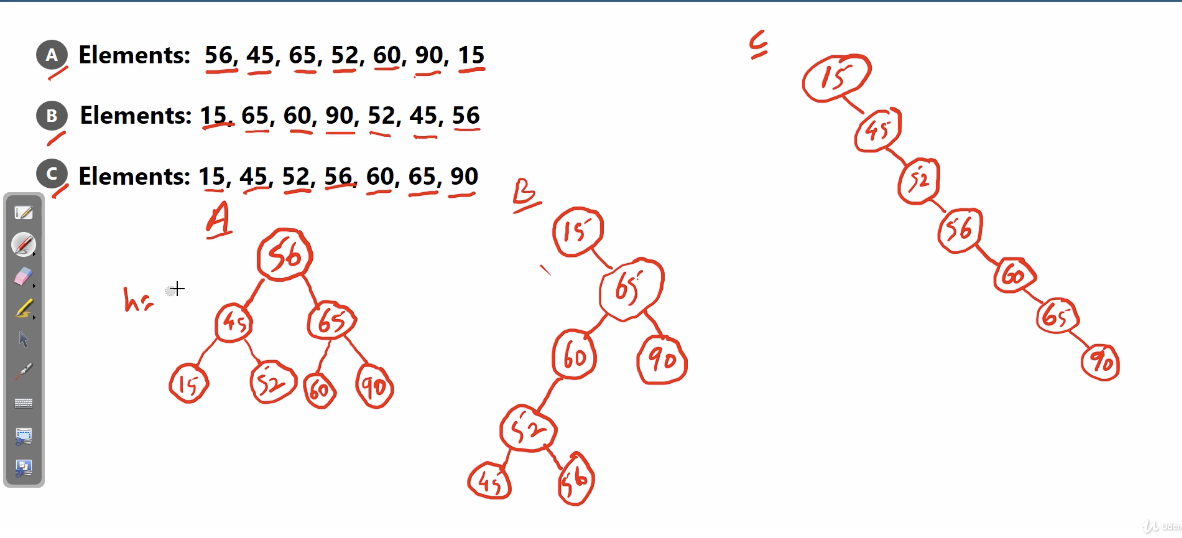 A Elements: 56, 45, 65, 52, 60, 90, 15
B Elements: 15, 65, 60, 90, 52, 45, 56
C Elements: 15, 45, 52, 56, 60, 65, 90
A
56
h=
45 65
15 52 60 90
B
15
65
60 90
52
45 56
C
15
45
52
56
60
65
90